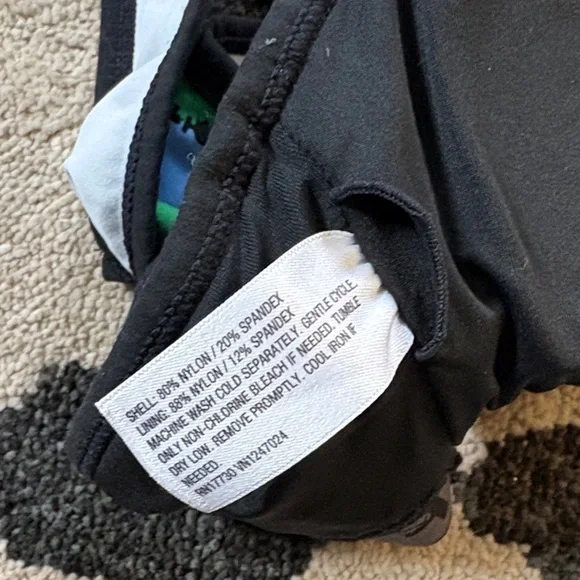 SHELL: 80% NYLON / 20% SPANDEX
LINING: 88% NYLON / 12% SPANDEX
MACHINE WASH COLD SEPARATELY. GENTLE CYCLE.
ONLY NON-CHLORINE BLEACH IF NEEDED. TUMBLE
DRY LOW. REMOVE PROMPTLY. COOL IRON IF
NEEDED.
RN17730 VN1247024